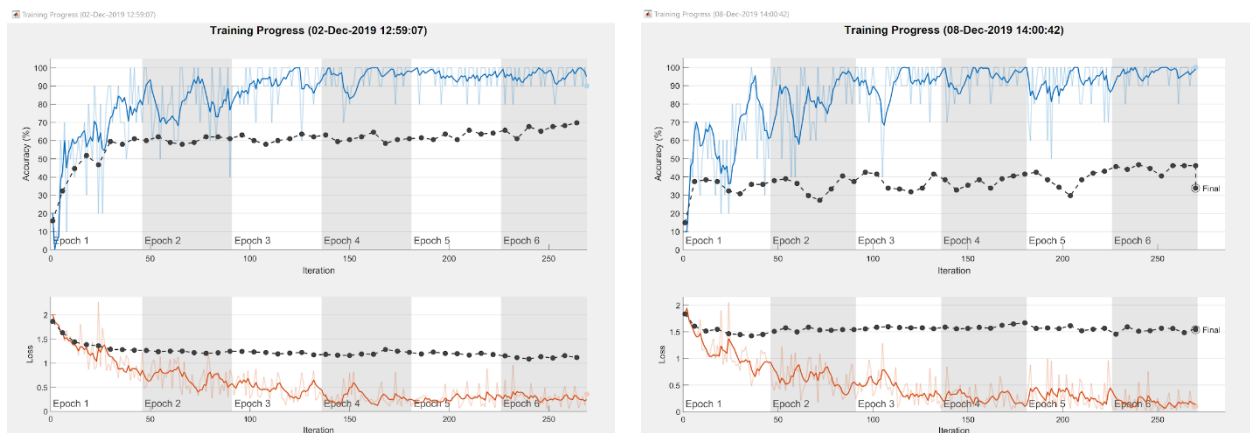 Training Progress (02-Dec-2019 12:59:07)
Training Progress (02-Dec-2019 12:59:07)
Accuracy (%)
100
90
80
70
60
50
40
30
20
10
0
Epoch 1
Epoch 2
Epoch 3
Epoch 4
Epoch 5
Epoch 6
0
50
100
150
200
250
Iteration
Loss
2
1.5
1
0.5
0
Epoch 1
Epoch 2
Epoch 3
Epoch 4
Epoch 5
Epoch 6
0
50
100
150
200
250
Iteration
Training Progress (08-Dec-2019 14:00:42)
Training Progress (08-Dec-2019 14:00:42)
Accuracy (%)
100
90
80
70
60
50
40
30
20
10
0
Final
Epoch 1
Epoch 2
Epoch 3
Epoch 4
Epoch 5
Epoch 6
0
50
100
150
200
250
Iteration
Loss
2
1.5
1
0.5
0
Final
Epoch 1
Epoch 2
Epoch 3
Epoch 4
Epoch 5
Epoch 6
0
50
100
150
200
250
Iteration